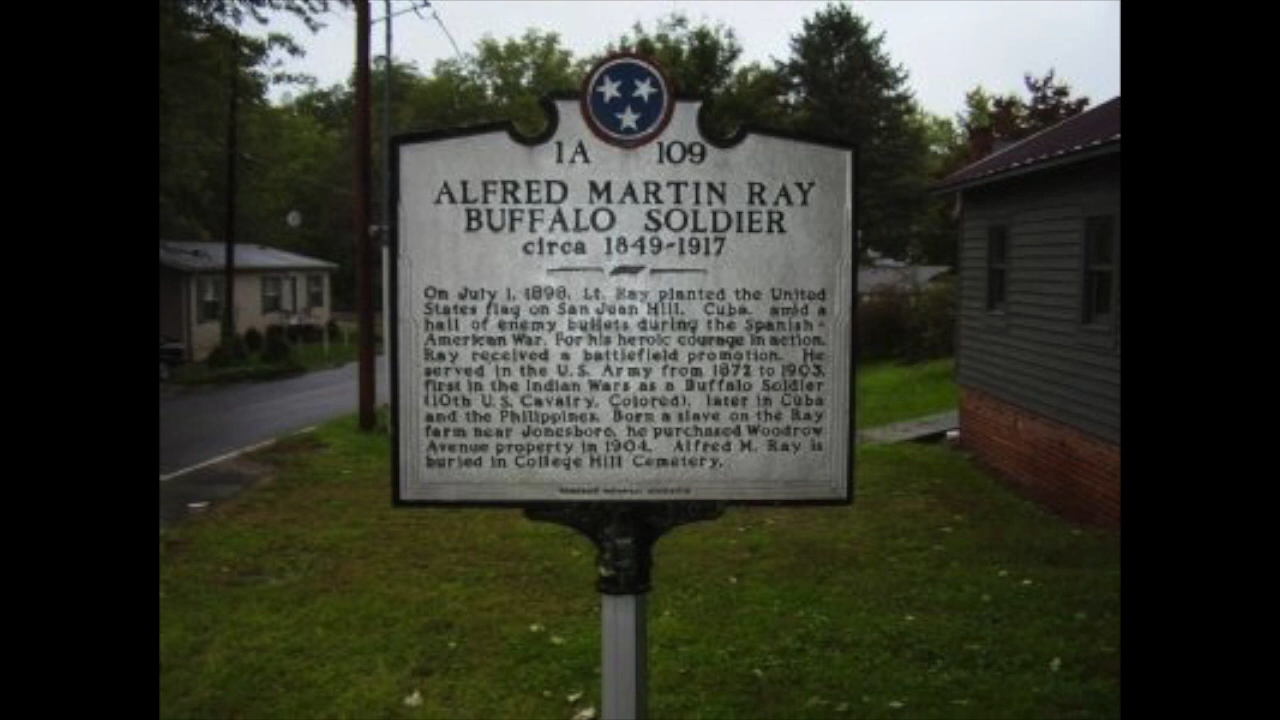 1A 109
ALFRED MARTIN RAY
BUFFALO SOLDIER
circa 1849-1917
On July 1, 1898, Lt. Ray planted the United
States flag on San Juan Hill, Cuba, amid a
hall of enemy bullets during the Spanish-
American War. For his heroic courage in action,
Ray received a battlefield promotion. He
served in the U.S. Army from 1872 to 1903,
first in the Indian Wars as a Buffalo Soldier
(10th U.S. Cavalry, Colored), later in Cuba
and the Philippines. Born a slave on the Ray
farm near Jonesboro, he purchased Woodrow
Avenue property in 1904. Alfred M. Ray is
buried in College Hill Cemetery.